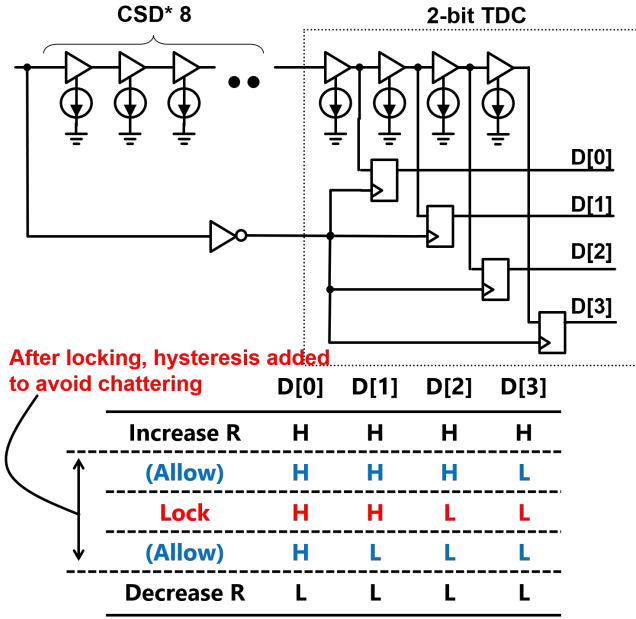 CSD* 8
2-bit TDC
D[0]
D[1]
D[2]
D[3]
After locking, hysteresis added
to avoid chattering
D[0] D[1] D[2] D[3]
Increase R H H H H
(Allow) H H H L
Lock H H L L
(Allow) H L L L
Decrease R L L L L